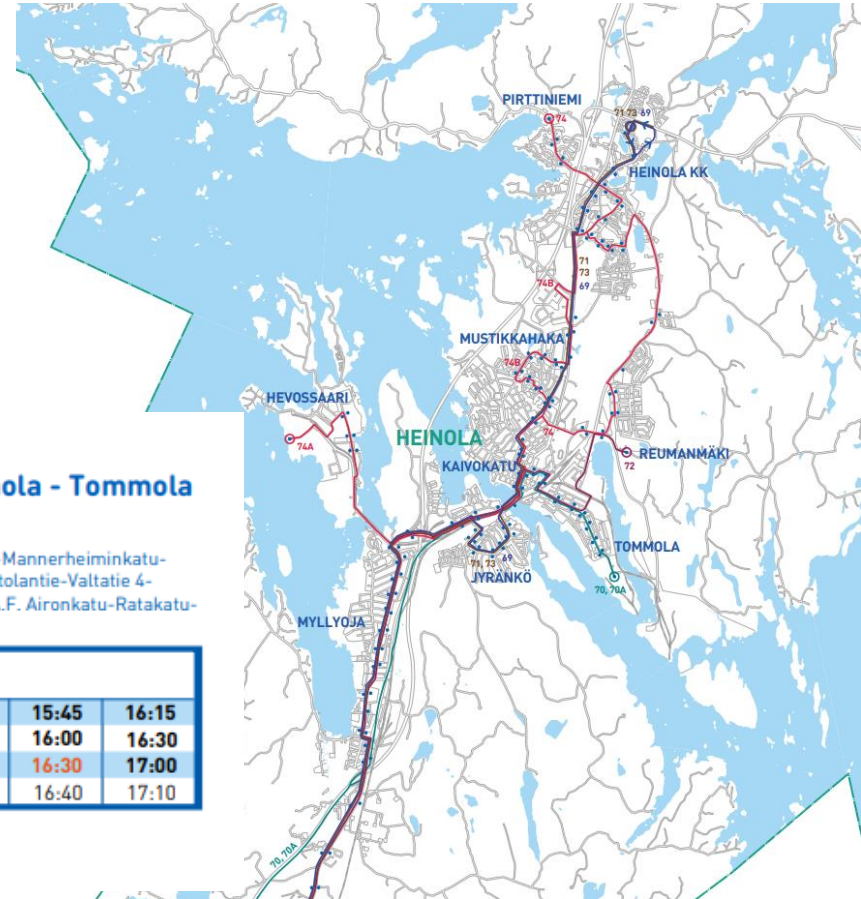 PIRTTINIEMI
74
71 73 69
HEINOLA KK
71
73
69
74B
MUSTIKKAHAKA
74B
HEVOSSAARI
74A
HEINOLA
74
KAIVOKATU
REUMANMÄKI
72
TOMMOLA
70, 70A
71, 73
69
JYRÄNKÖ
MYLLYOJA
70, 70A
ola - Tommola
-Mannerheiminkatu-
tolantie-Valtatie 4-
.F. Aironkatu-Ratakatu-
15:45 16:15
16:00 16:30
16:30 17:00
16:40 17:10